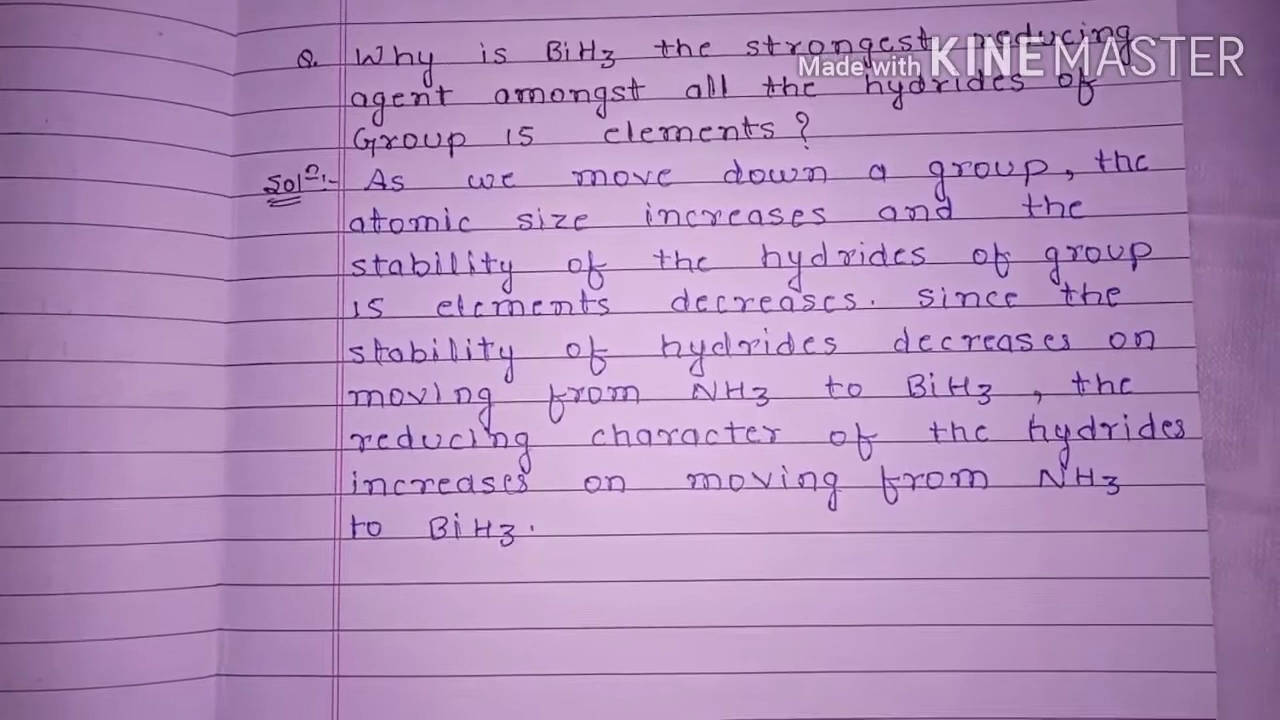 Q. Why is BiH3 the strongest reducing
Made with KINEMASTER
agent amongst all the hydrides of
Group 15 elements?
Solⁿ:- As we move down a group, the
atomic size increases and the
stability of the hydrides of group
15 elements decreases. since the
stability of hydrides decreases on
moving from NH3 to BiH3, the
reducing character of the hydrides
increases on moving from NH3
to BiH3.